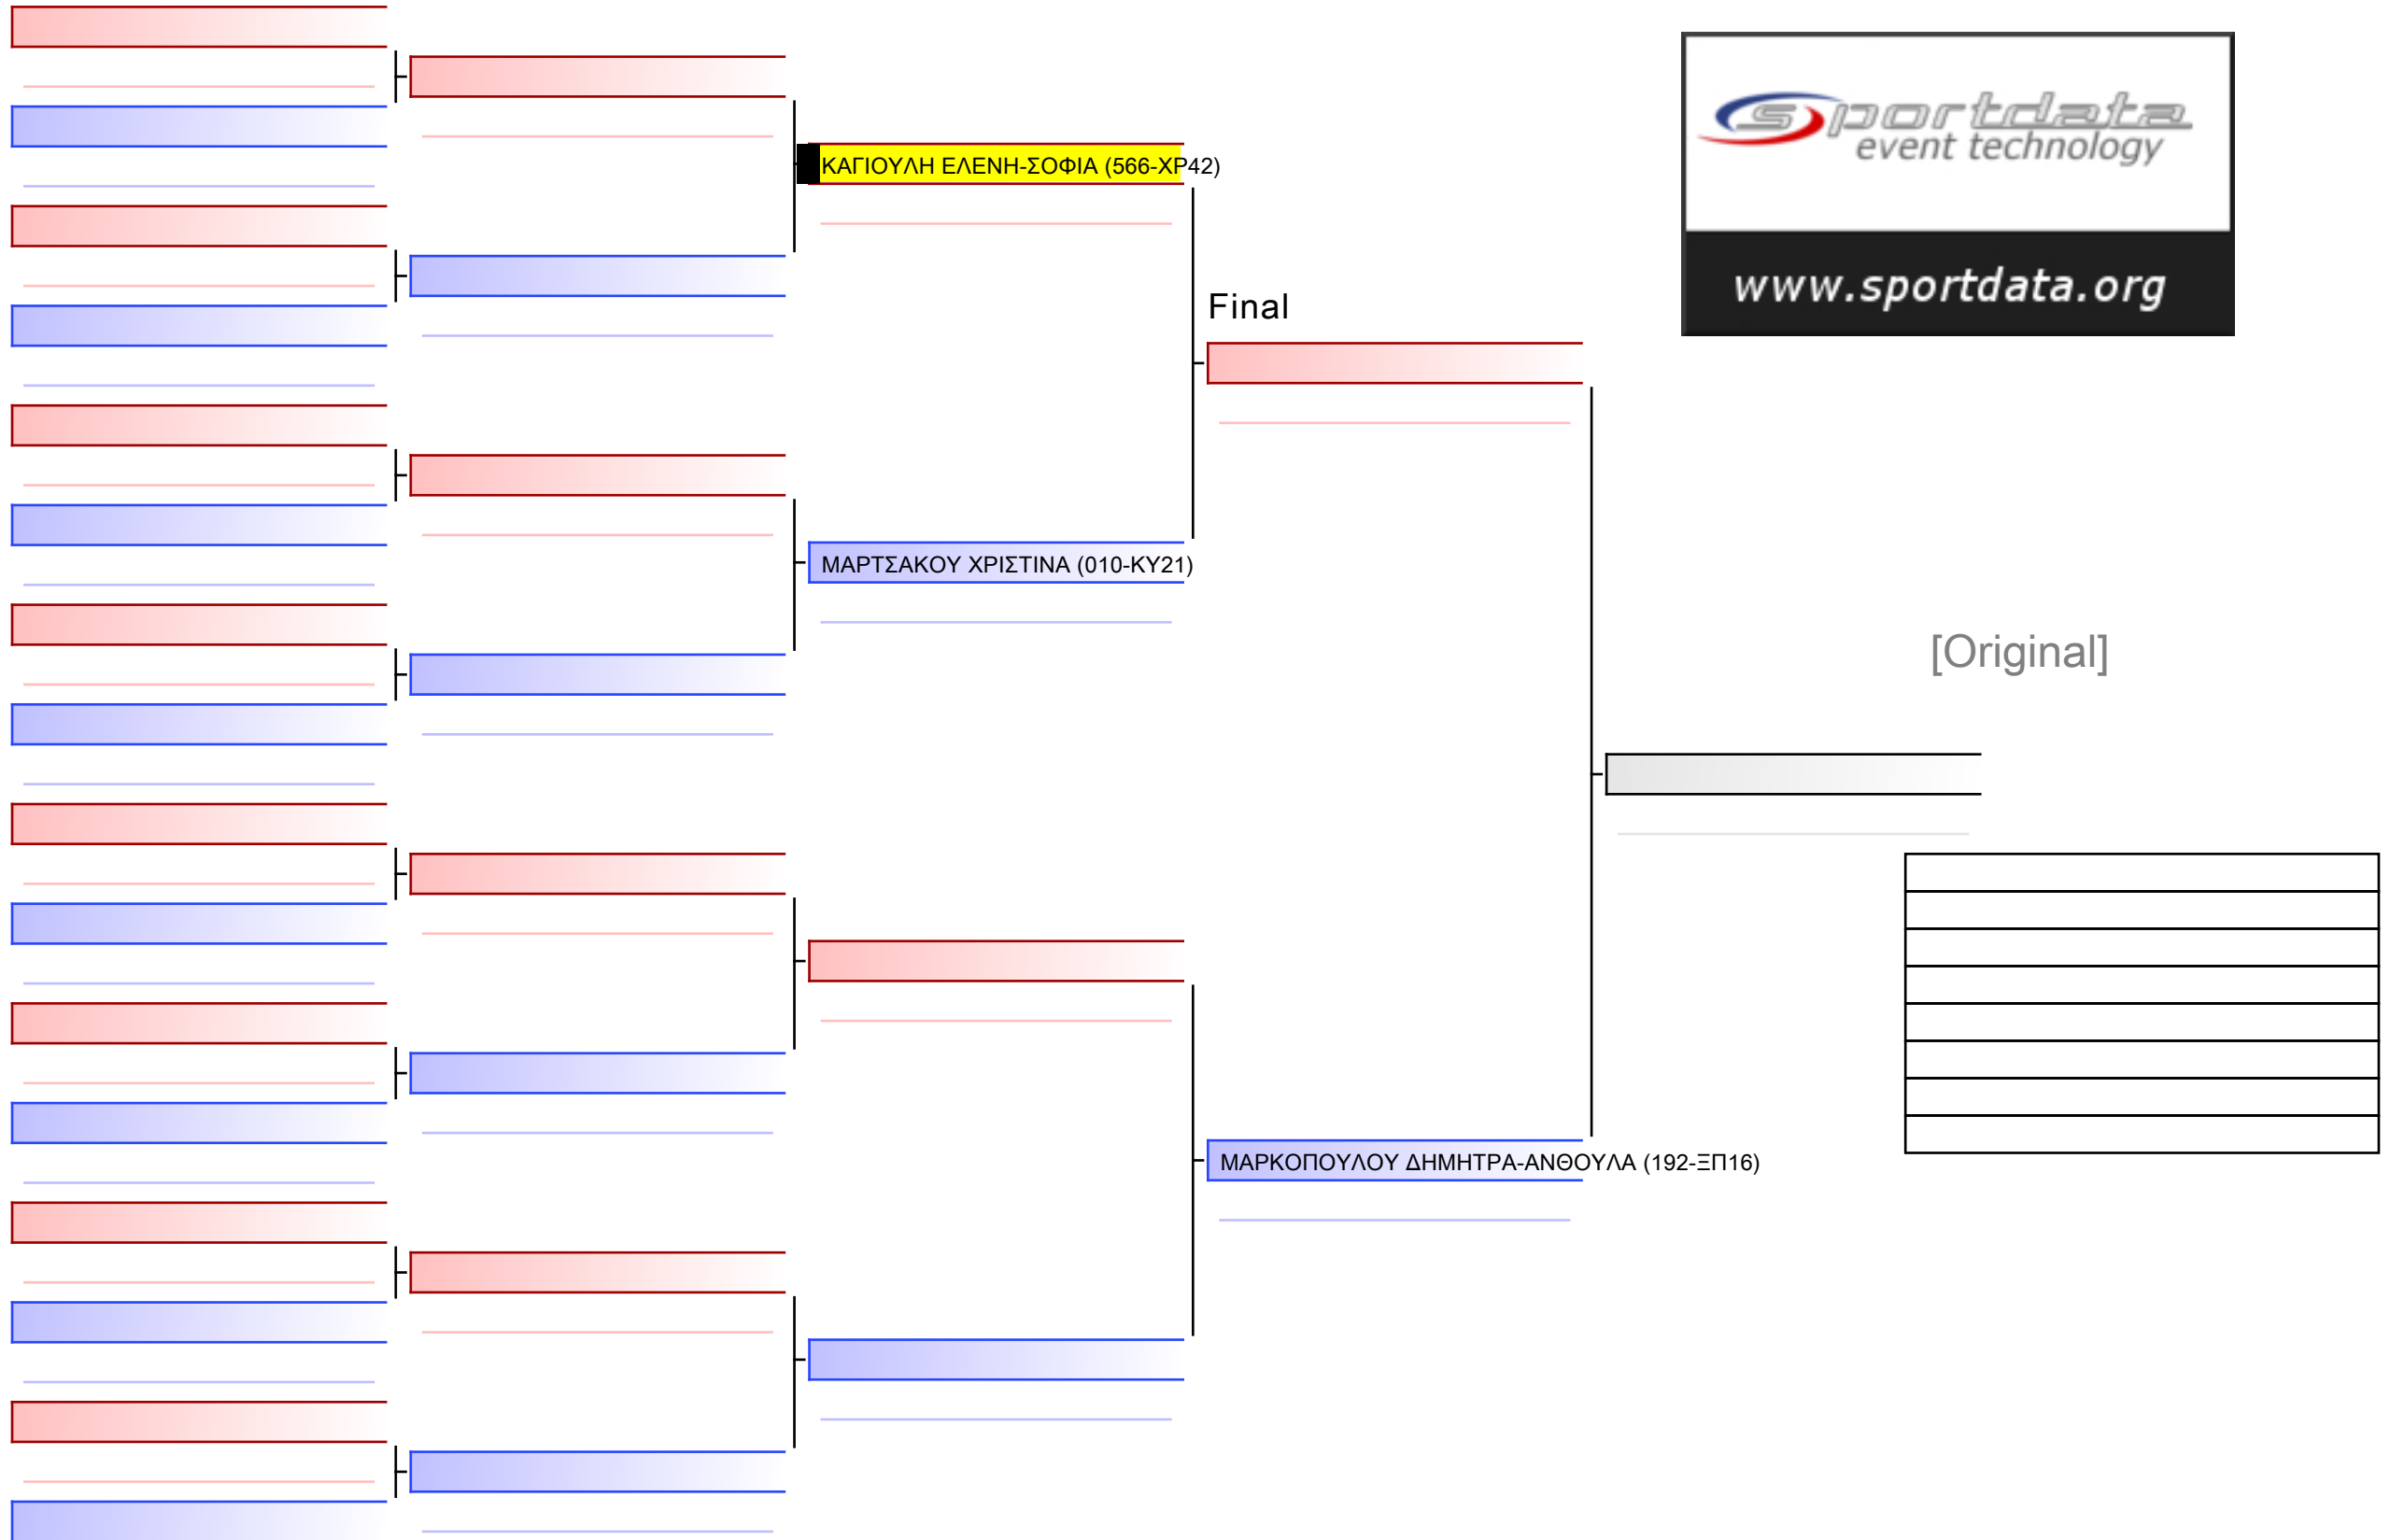 sportdata
event technology
www.sportdata.org
ΚΑΓΙΟΥΛΗ ΕΛΕΝΗ-ΣΟΦΙΑ (566-ΧΡ42)
Final
ΜΑΡΤΣΑΚΟΥ ΧΡΙΣΤΙΝΑ (010-ΚΥ21)
[Original]
ΜΑΡΚΟΠΟΥΛΟΥ ΔΗΜΗΤΡΑ-ΑΝΘΟΥΛΑ (192-ΞΠ16)